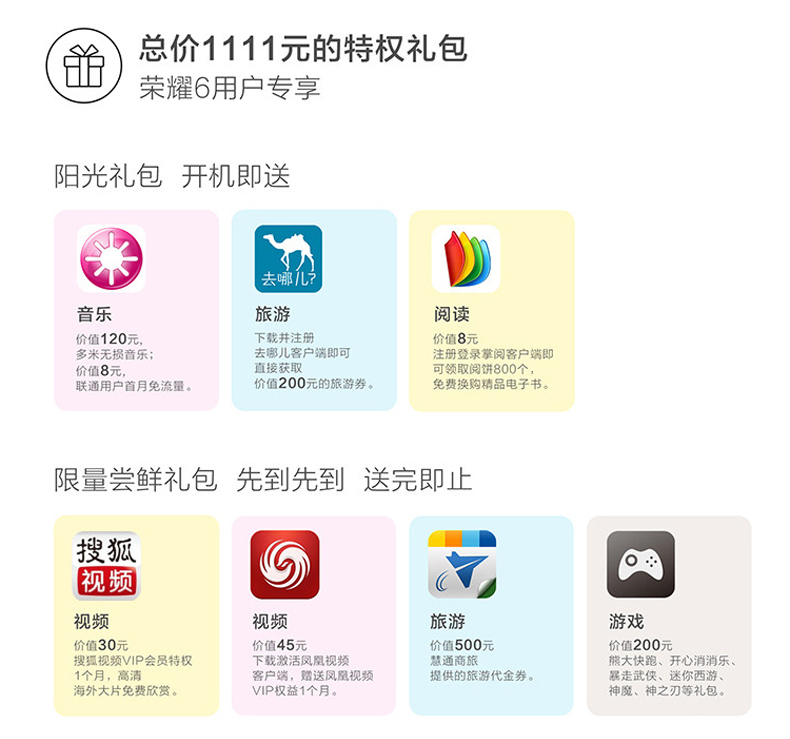 总价1111元的特权礼包
荣耀6用户专享
阳光礼包 开机即送
去哪儿?
音乐
价值120元,
多米无损音乐;
价值8元,
联通用户首月免流量。
旅游
下载并注册
去哪儿客户端即可
直接获取
价值200元的旅游券。
阅读
价值8元
注册登录掌阅客户端即
可领取阅饼800个,
免费换购精品电子书。
限量尝鲜礼包 先到先到 送完即止
搜狐
视频
视频
价值30元
搜狐视频VIP会员特权
1个月,高清
海外大片免费欣赏。
视频
价值45元
下载激活凤凰视频
客户端,赠送凤凰视频
VIP权益1个月。
旅游
价值500元
慧通商旅
提供的旅游代金券。
游戏
价值200元
熊大快跑、开心消消乐、
暴走武侠、迷你西游、
神魔、神之刃等礼包。